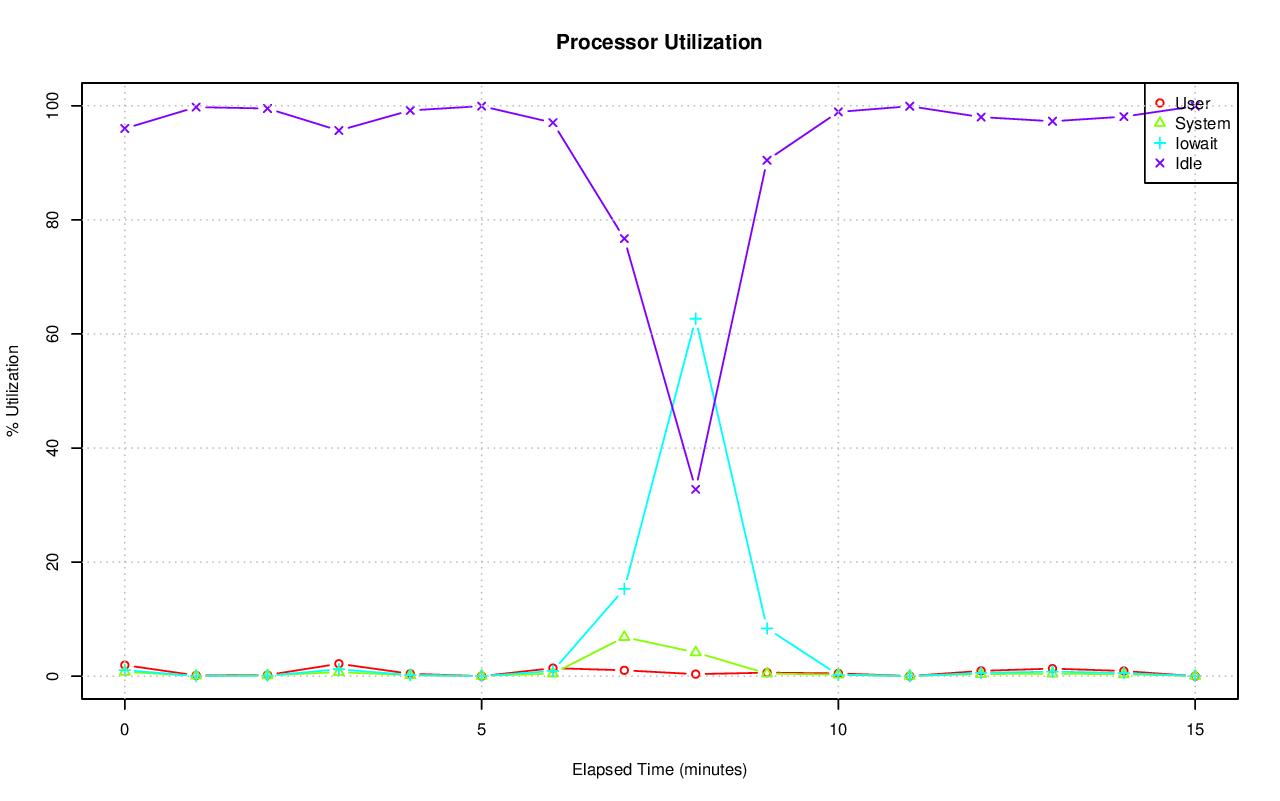 Processor Utilization
% Utilization
100
80
60
40
20
0
User
System
Iowait
Idle
0 5 10 15
Elapsed Time (minutes)